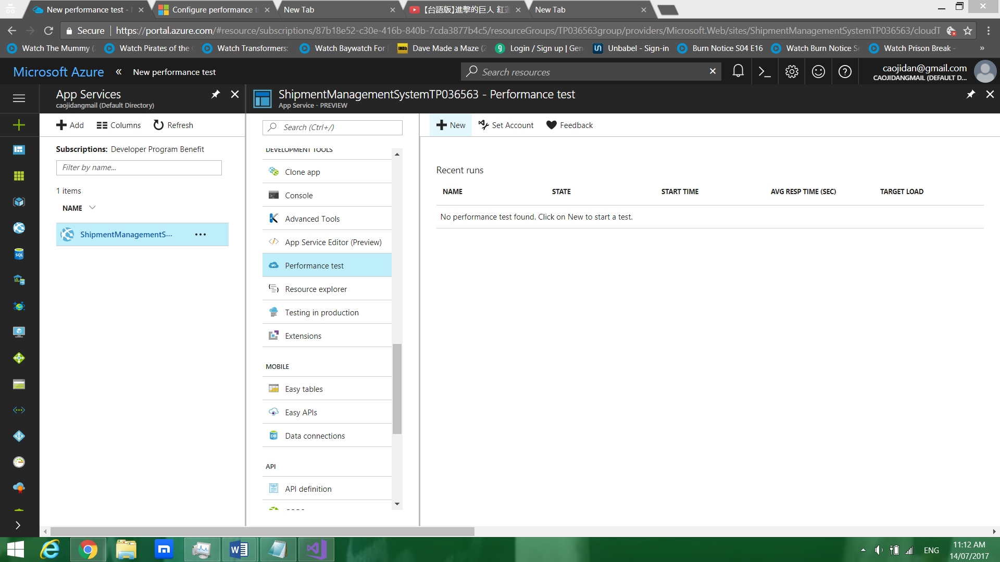 New performance test -
Configure performance t
New Tab
【台語版】進擊的巨人 紅蓮
New Tab
Secure
https://portal.azure.com/#resource/subscriptions/87b18e52-c30e-416b-840b-7cda3877b4c5/resourceGroups/TP036563group/providers/Microsoft.Web/sites/ShipmentManagementSystemTP036563/cloudT
Watch The Mummy (
Watch Pirates of the
Watch Transformers:
Watch Baywatch For
IMDb
Dave Made a Maze (2
Login / Sign up | Gen
Unbabel - Sign-in
Burn Notice S04 E16
Watch Burn Notice S
Watch Prison Break -
»
Microsoft Azure
«
New performance test
Search resources
caojidan@gmail.com
CAOJIDANGMAIL (DEFAULT D...
App Services
caojidangmail (Default Directory)
ShipmentManagementSystemTP036563 - Performance test
App Service - PREVIEW
Add
Columns
Refresh
Search (Ctrl+/)
New
Set Account
Feedback
Subscriptions: Developer Program Benefit
Filter by name...
1 items
NAME
ShipmentManagementS...
DEVELOPMENT TOOLS
Clone app
Console
Advanced Tools
App Service Editor (Preview)
Performance test
Resource explorer
Testing in production
Extensions
MOBILE
Easy tables
Easy APIs
Data connections
API
API definition
Recent runs
NAME
STATE
START TIME
AVG RESP TIME (SEC)
TARGET LOAD
No performance test found. Click on New to start a test.
SQL
DB
ENG
11:12 AM
14/07/2017